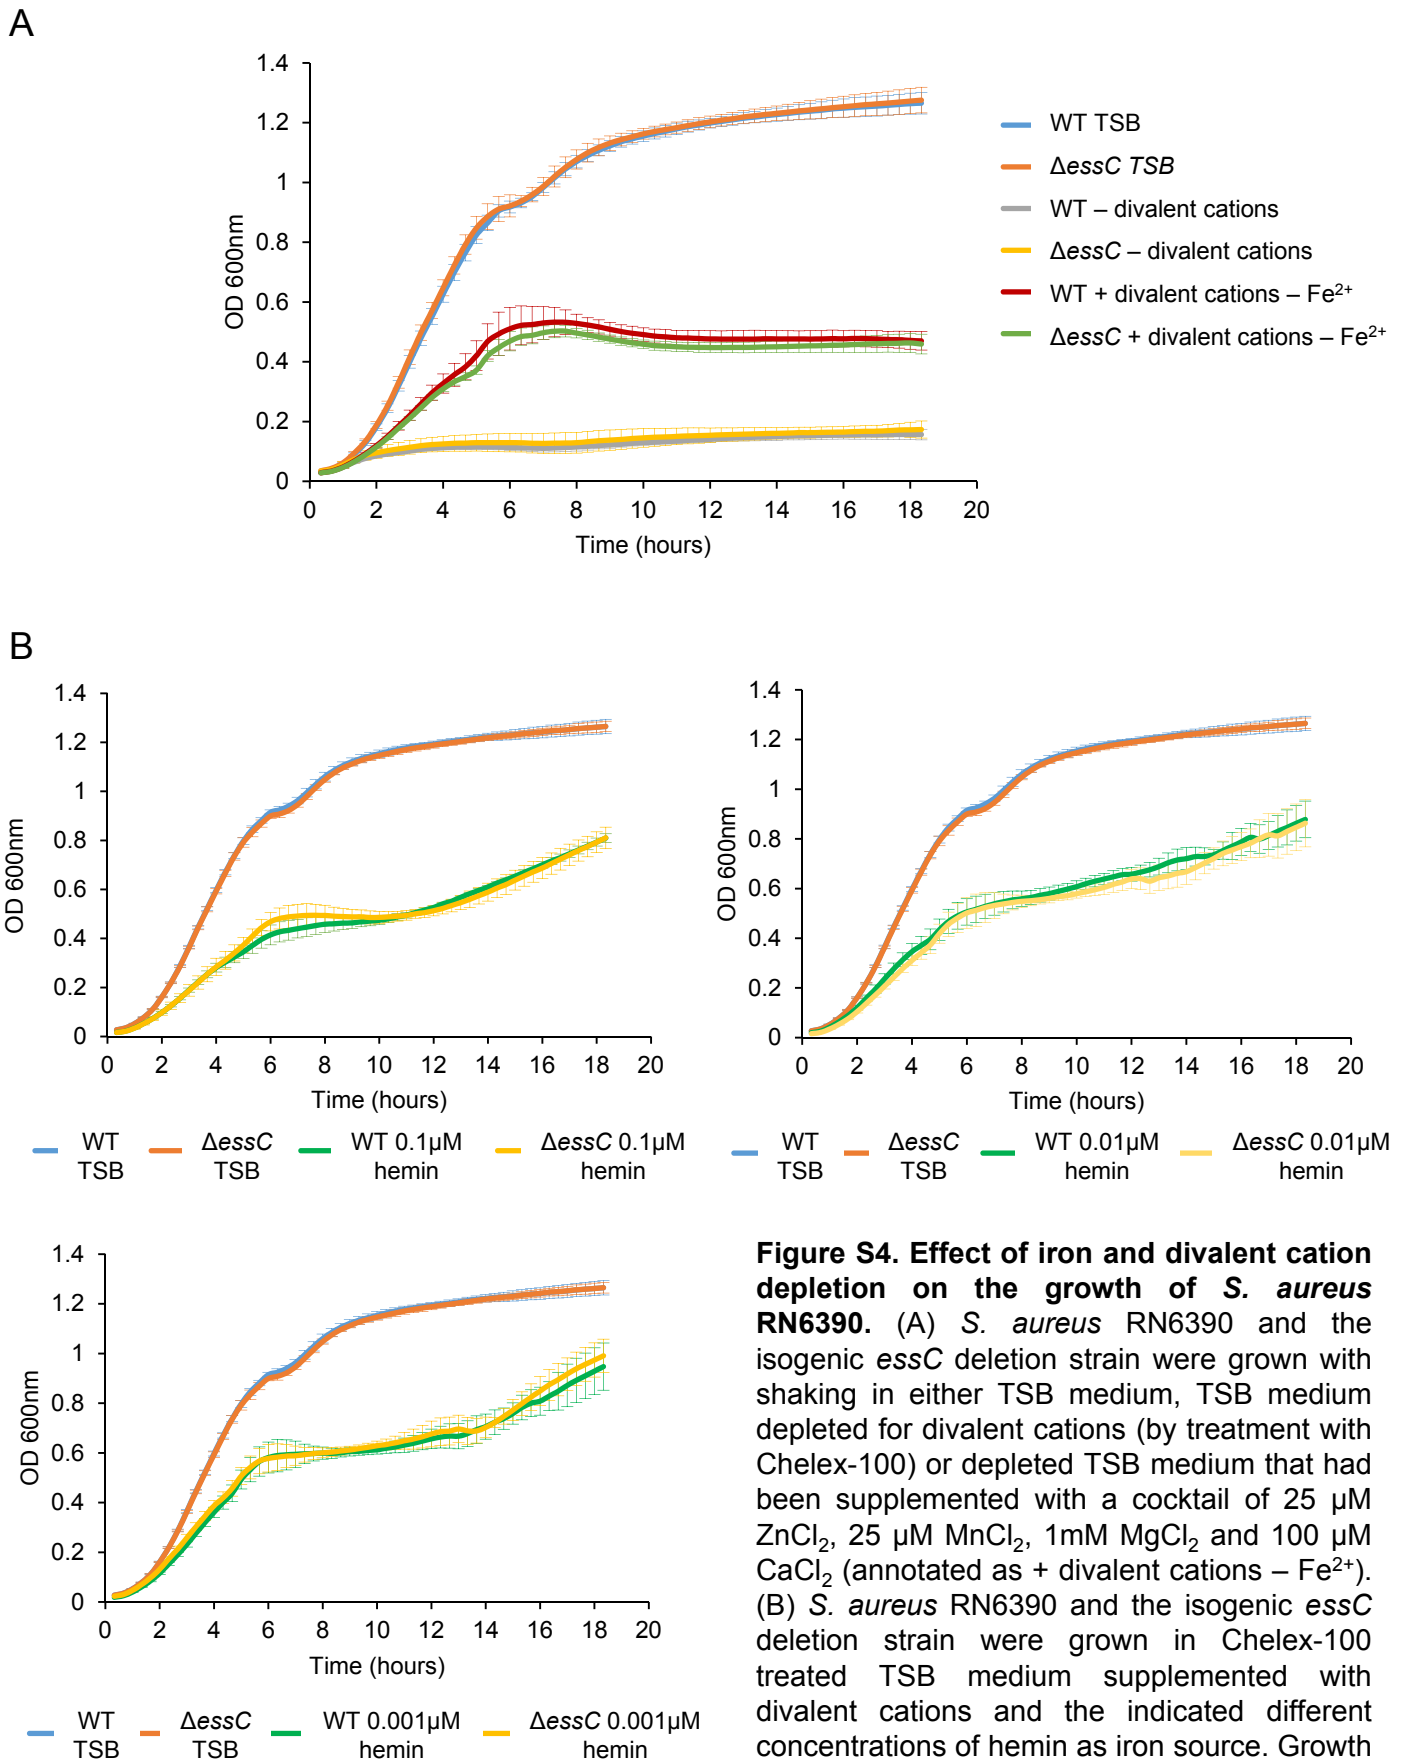 A
1.4
1.2
1
0.8
0.6
0.4
0.2
0
OD 600nm
0 2 4 6 8 10 12 14 16 18 20
Time (hours)
WT TSB
ΔessC TSB
WT – divalent cations
ΔessC – divalent cations
WT + divalent cations – Fe²⁺
ΔessC + divalent cations – Fe²⁺
B
1.4
1.2
1
0.8
0.6
0.4
0.2
0
OD 600nm
0 2 4 6 8 10 12 14 16 18 20
Time (hours)
WT ΔessC WT 0.1µM ΔessC 0.1µM
TSB TSB hemin hemin
1.4
1.2
1
0.8
0.6
0.4
0.2
0
OD 600nm
0 2 4 6 8 10 12 14 16 18 20
Time (hours)
WT ΔessC WT 0.01µM ΔessC 0.01µM
TSB TSB hemin hemin
1.4
1.2
1
0.8
0.6
0.4
0.2
0
OD 600nm
0 2 4 6 8 10 12 14 16 18 20
Time (hours)
WT ΔessC WT 0.001µM ΔessC 0.001µM
TSB TSB hemin hemin
Figure S4. Effect of iron and divalent cation
depletion on the growth of S. aureus
RN6390. (A) S. aureus RN6390 and the
isogenic essC deletion strain were grown with
shaking in either TSB medium, TSB medium
depleted for divalent cations (by treatment with
Chelex-100) or depleted TSB medium that had
been supplemented with a cocktail of 25 µM
ZnCl₂, 25 µM MnCl₂, 1mM MgCl₂ and 100 µM
CaCl₂ (annotated as + divalent cations – Fe²⁺).
(B) S. aureus RN6390 and the isogenic essC
deletion strain were grown in Chelex-100
treated TSB medium supplemented with
divalent cations and the indicated different
concentrations of hemin as iron source. Growth